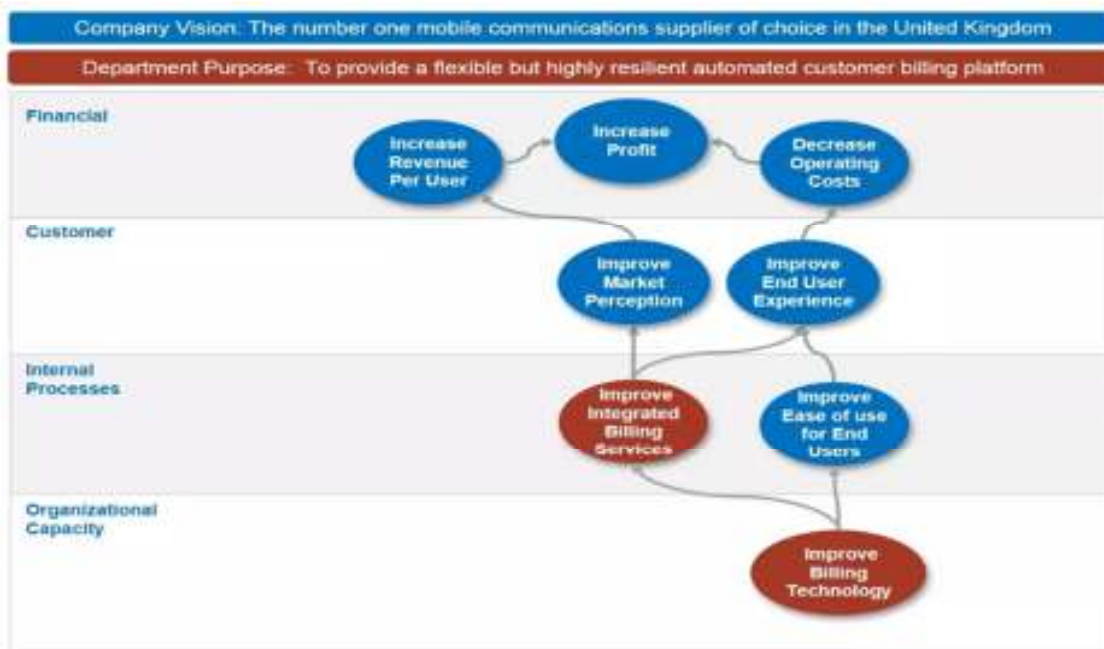 Company Vision: The number one mobile communications supplier of choice in the United Kingdom
Department Purpose: To provide a flexible but highly resilient automated customer billing platform
Financial
Increase
Revenue
Per User
Increase
Profit
Decrease
Operating
Costs
Customer
Improve
Market
Perception
Improve
End User
Experience
Internal
Processes
Improve
Integrated
Billing
Services
Improve
Ease of use
for End
Users
Organizational
Capacity
Improve
Billing
Technology